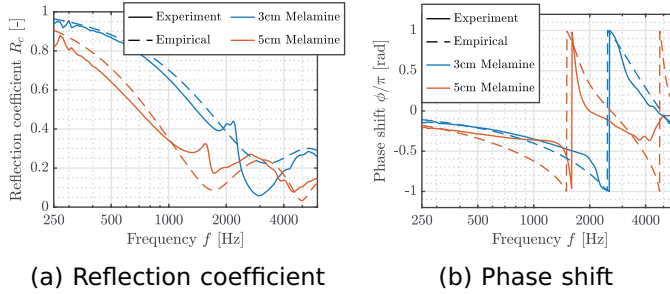 Experiment
3cm Melamine
Empirical
5cm Melamine
Reflection coefficient R_c [-]
1
0.8
0.6
0.4
0.2
0
250
500
1000
2000
4000
Frequency f [Hz]
(a) Reflection coefficient
Experiment
Empirical
3cm Melamine
5cm Melamine
Phase shift ϕ/π [rad]
1
0.5
0
-0.5
-1
250
500
1000
2000
4000
Frequency f [Hz]
(b) Phase shift